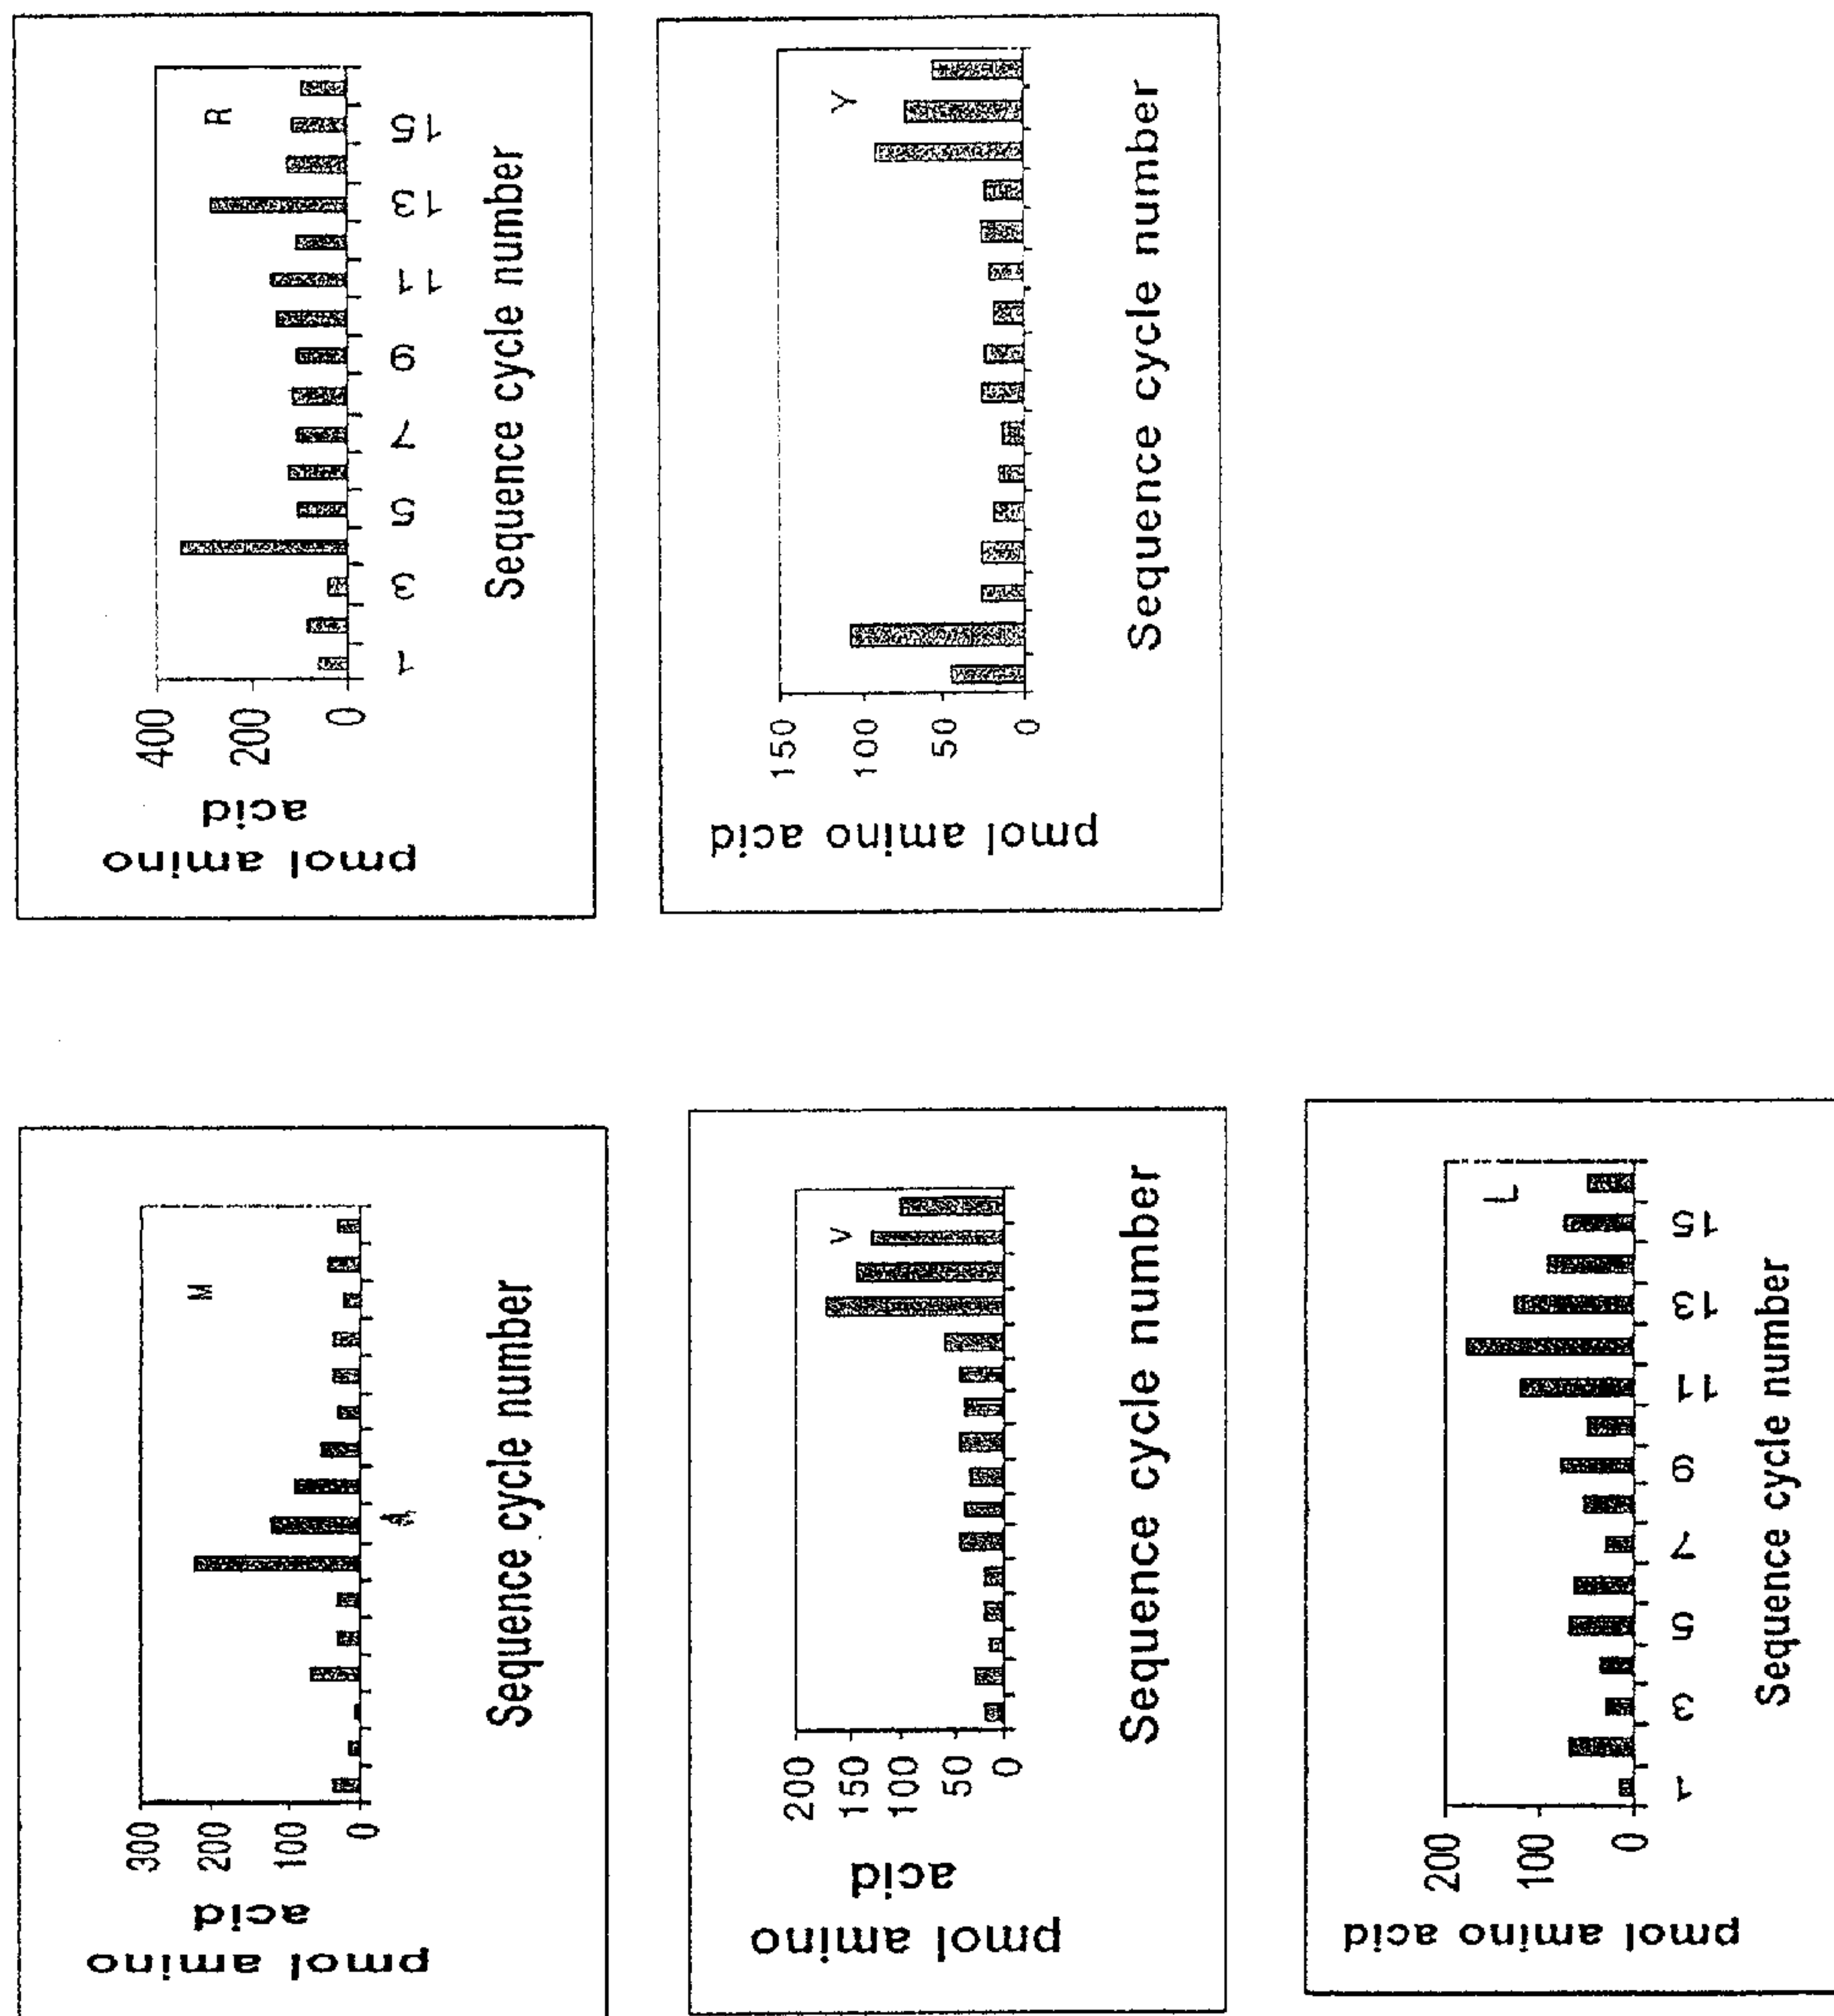 pmol amino
acid
300
200
100
0
M
Sequence cycle number
pmol amino
acid
400
200
0
R
1 3 5 7 9 11 13 15
Sequence cycle number
pmol amino
acid
200
150
100
50
0
V
Sequence cycle number
pmol amino acid
150
100
50
0
Y
Sequence cycle number
pmol amino acid
200
100
0
L
1 3 5 7 9 11 13 15
Sequence cycle number